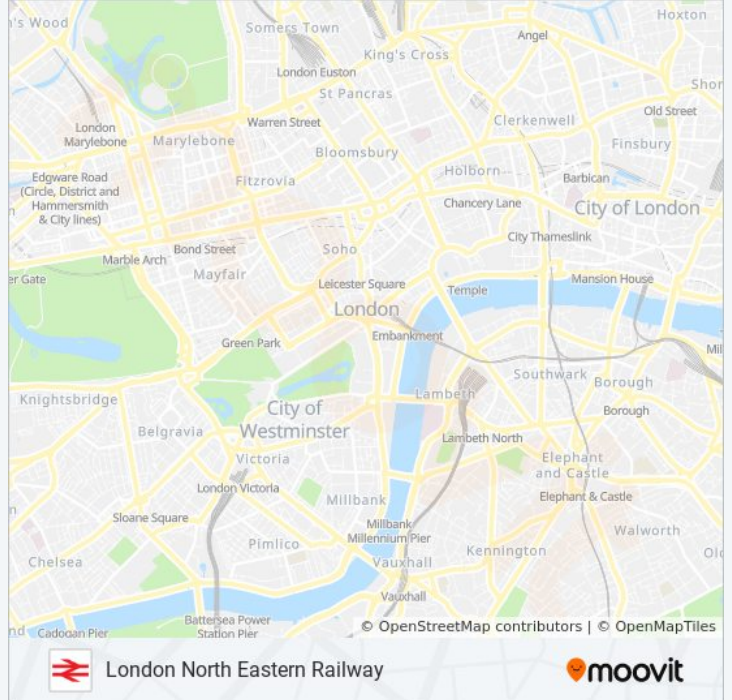 's Wood
Somers Town
Hoxton
King's Cross
Angel
London Euston
St Pancras
Shor
Old Street
Warren Street
Clerkenwell
London
Marylebone
Marylebone
Finsbury
Bloomsbury
Holborn
Edgware Road
(Circle, District and
Hammersmith
& City lines)
Fitzrovia
Barbican
Chancery Lane
City of London
City Thameslink
Soho
Bond Street
Marble Arch
Mayfair
er Gate
Leicester Square
Temple
Mansion House
London
Embankment
Green Park
Mil
Southwark
Borough
Knightsbridge
Lambeth
City of
Westminster
Borough
Belgravia
Lambeth North
Victoria
Elephant
and Castle
London Victoria
Elephant & Castle
Millbank
Sloane Square
Millbank
Millennium Pier
Walworth
Pimlico
Kennington
Old
Chelsea
Vauxhall
Vauxhall
Battersea Power
Station Pier
nd
Cadogan Pier
© OpenStreetMap contributors | © OpenMapTiles
London North Eastern Railway
moovit